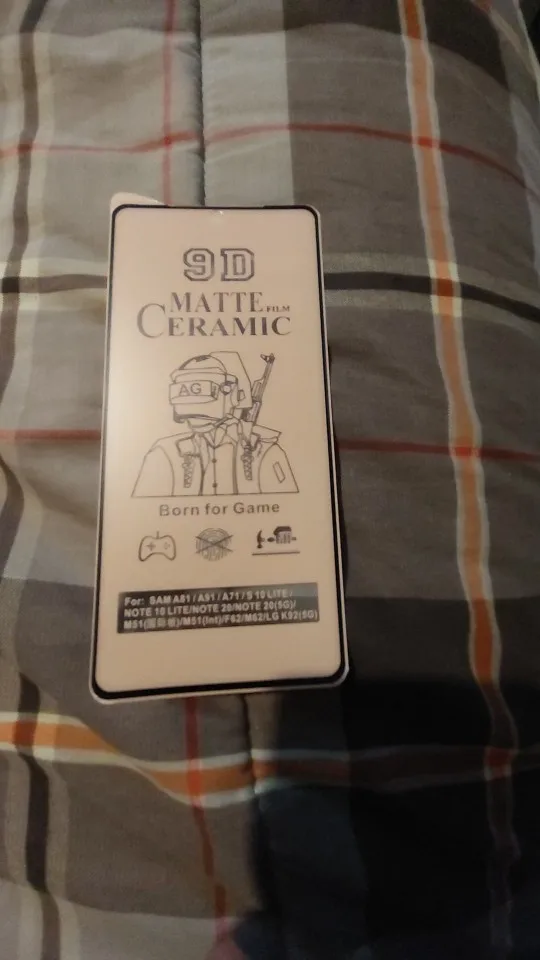 9D
MATTE FILM
CERAMIC
AG
Born for Game
For: SAM A81 / A91 / A71 / S 10 LITE /
NOTE 10 LITE/NOTE 20/NOTE 20(5G)/
M51( )/M51(Int)/F62/M62/LG K92(5G)